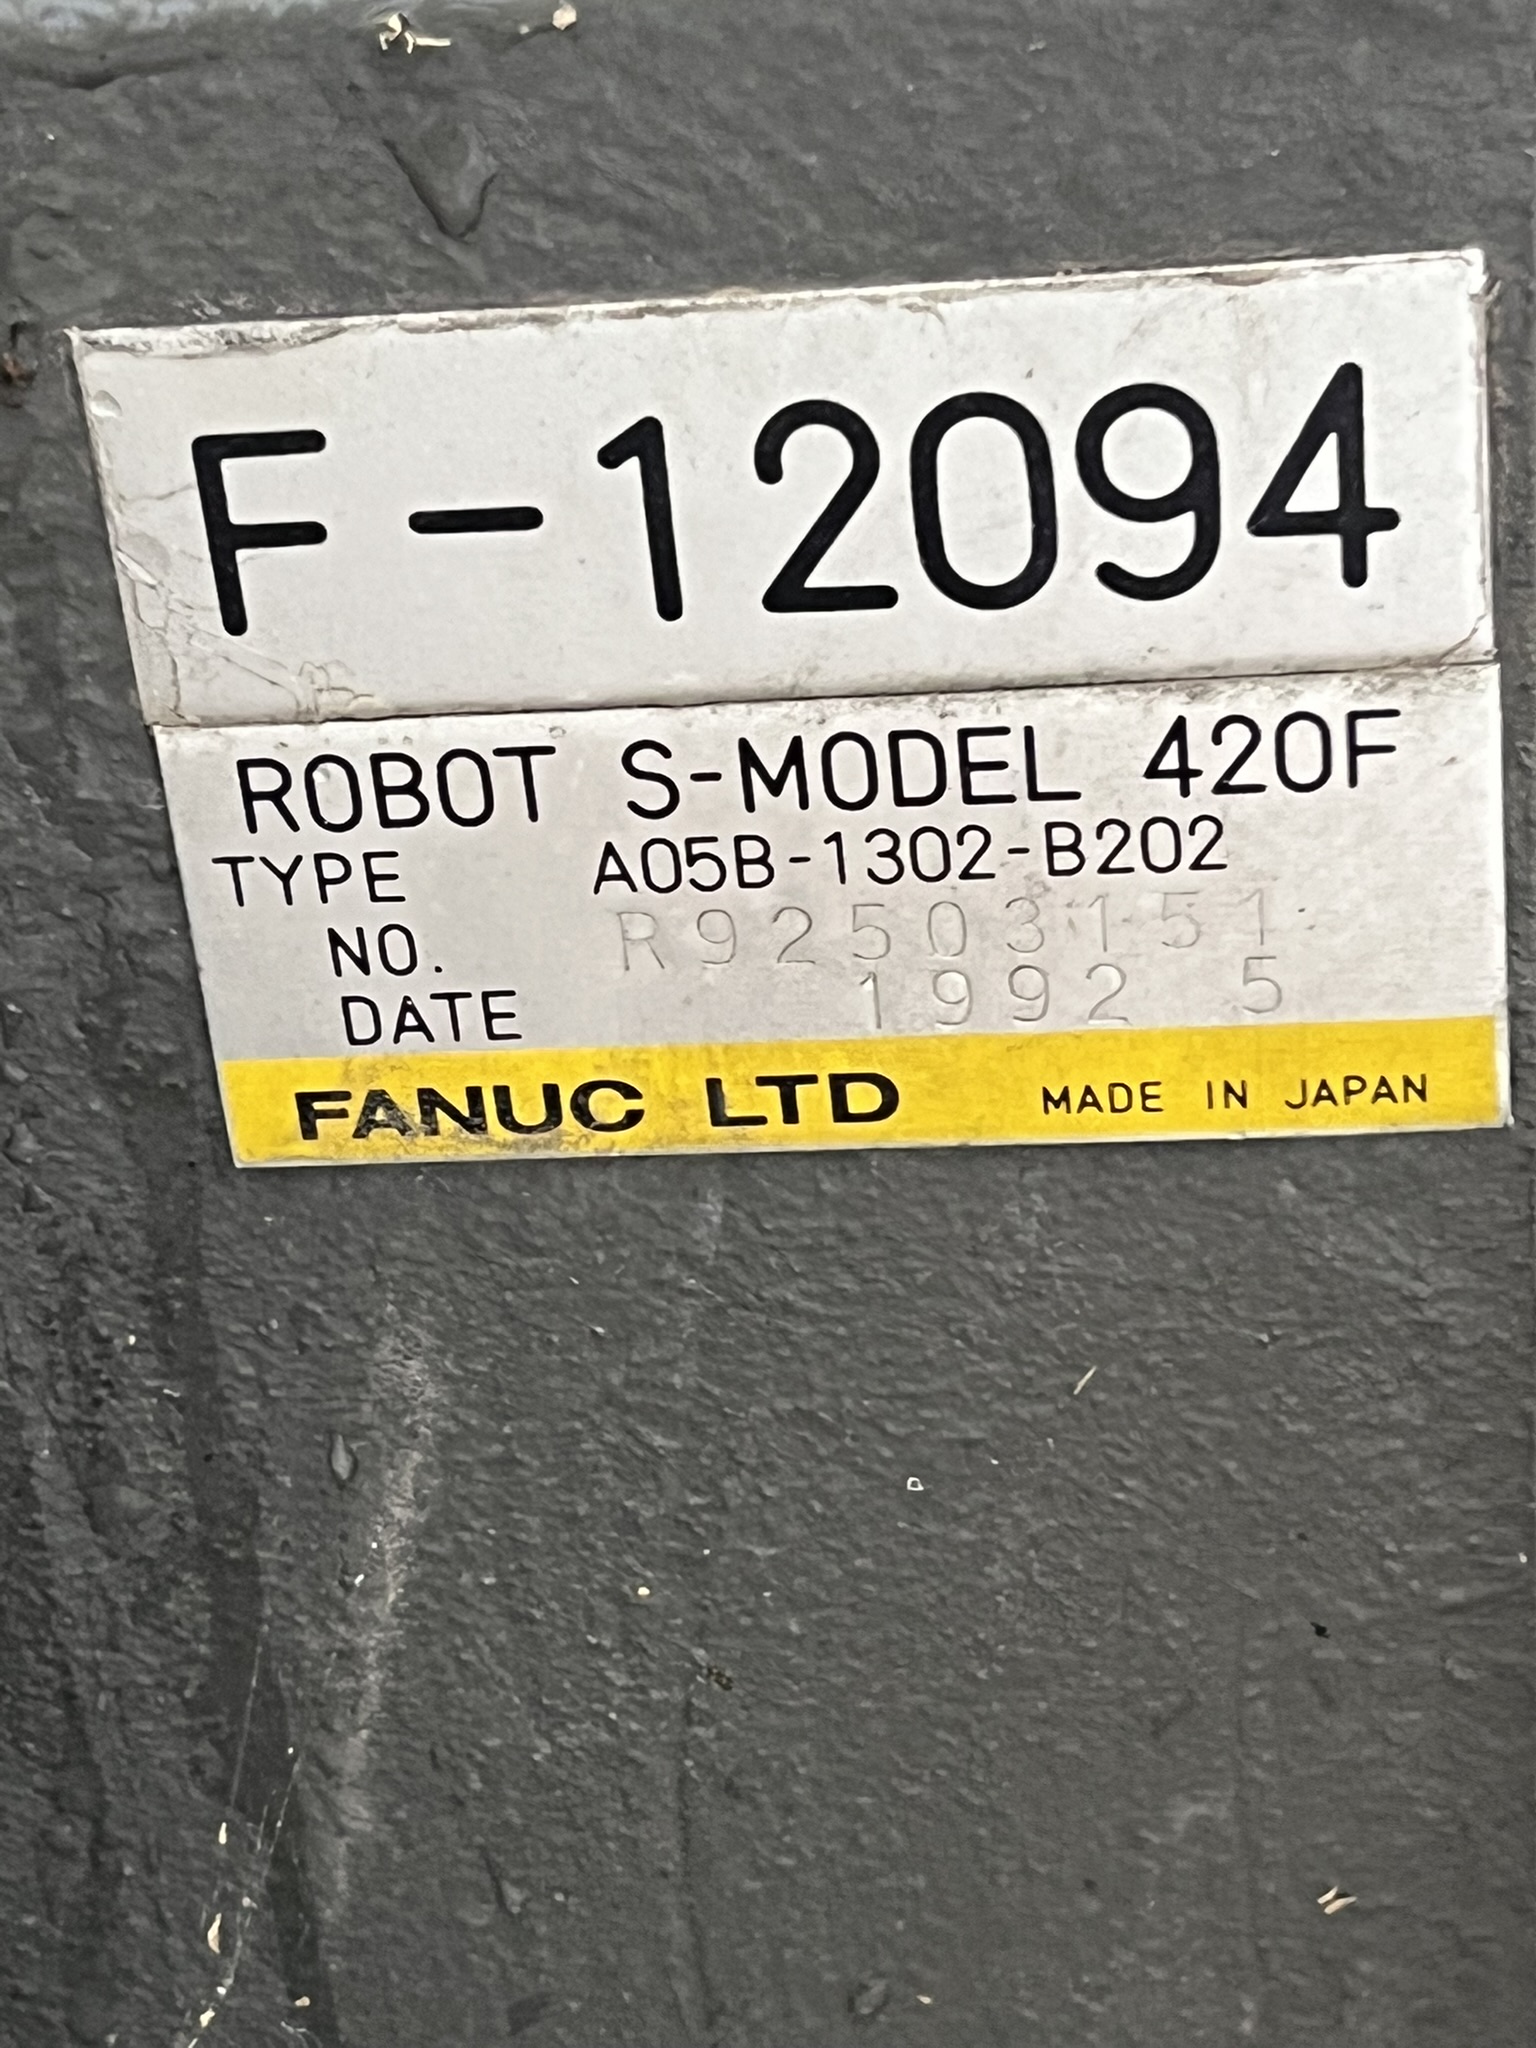 F-12094
ROBOT S-MODEL 420F
TYPE A05B-1302-B202
NO. R92503151
DATE 1992 5
FANUC LTD MADE IN JAPAN